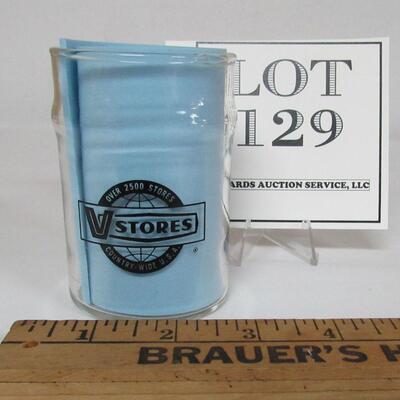 LOT
129
ARDS AUCTION SERVICE, LLC
OVER 2500 STORES
V STORES
COUNTRY-WIDE U.S.A.
®
1 2 3 4
BRAUER'S H